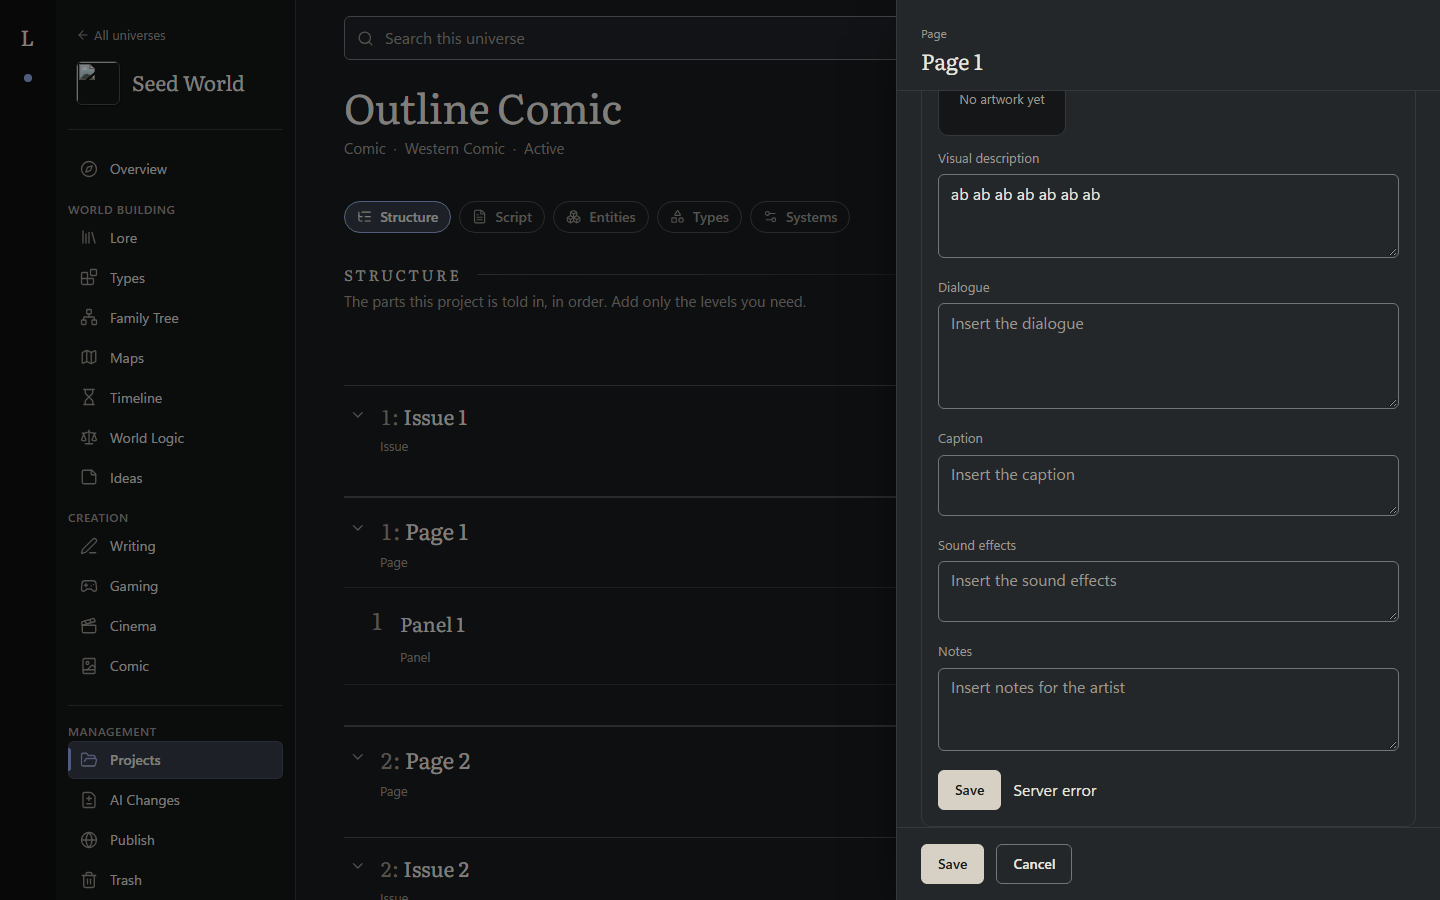 L
All universes
Seed World
Overview
WORLD BUILDING
Lore
Types
Family Tree
Maps
Timeline
World Logic
Ideas
CREATION
Writing
Gaming
Cinema
Comic
MANAGEMENT
Projects
AI Changes
Publish
Trash
Search this universe
Outline Comic
Comic · Western Comic · Active
Structure
Script
Entities
Types
Systems
STRUCTURE
The parts this project is told in, in order. Add only the levels you need.
1: Issue 1
Issue
1: Page 1
Page
1 Panel 1
Panel
2: Page 2
Page
2: Issue 2
Issue
Page
Page 1
No artwork yet
Visual description
ab ab ab ab ab ab ab
Dialogue
Insert the dialogue
Caption
Insert the caption
Sound effects
Insert the sound effects
Notes
Insert notes for the artist
Save Server error
Save Cancel